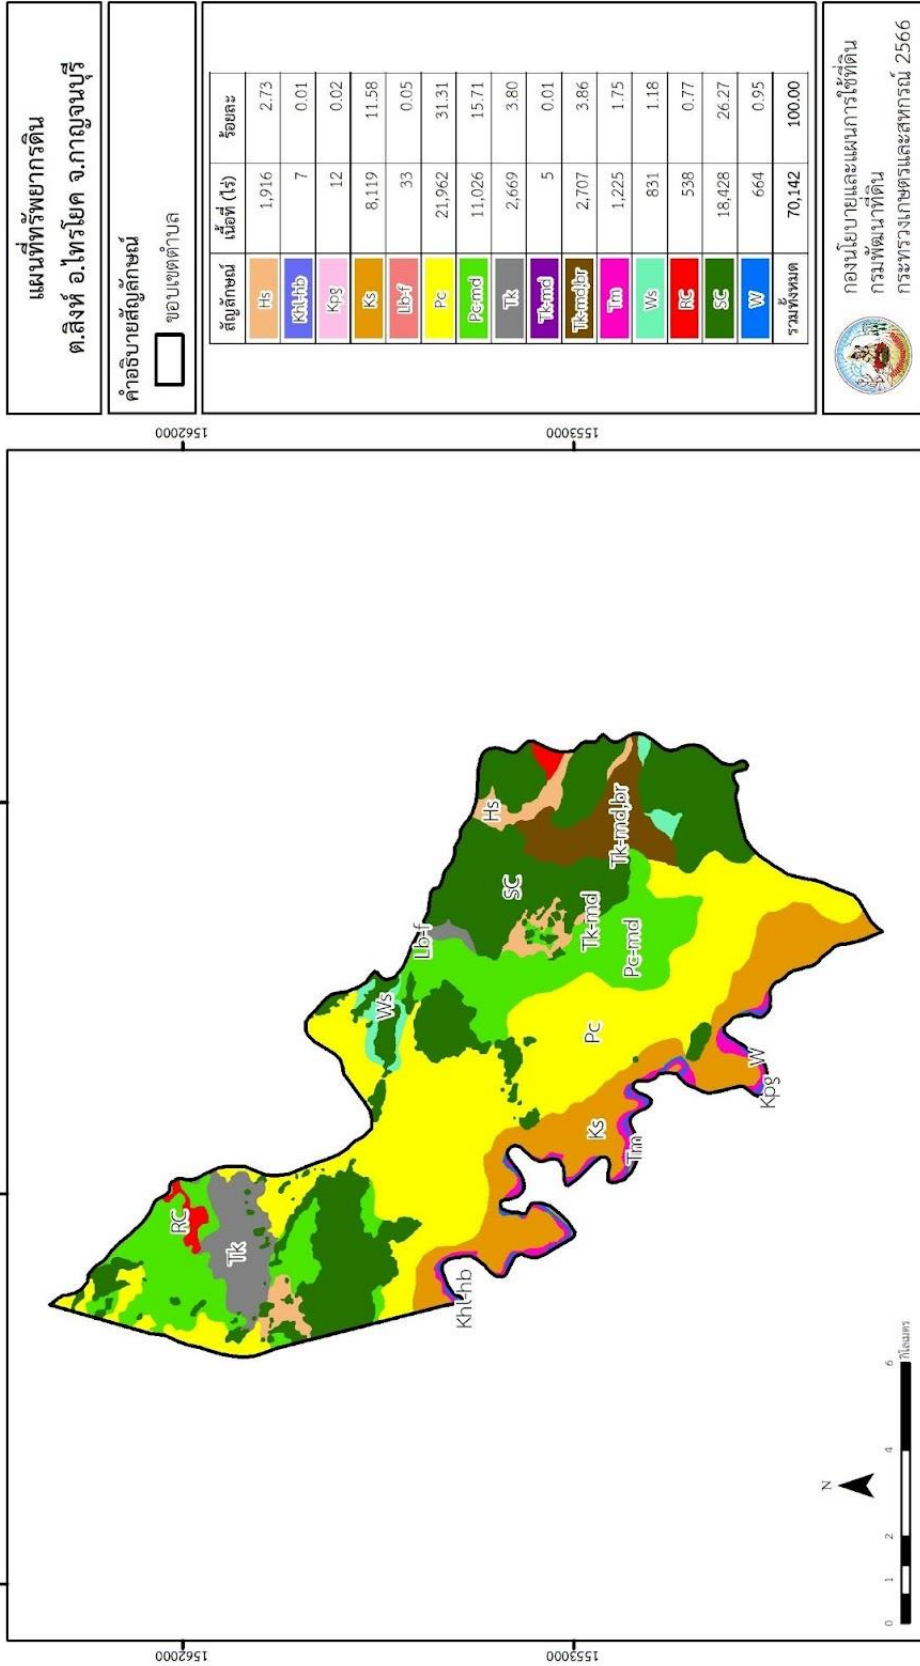 แผนที่ทรัพยากรดิน
ต.สิงห์ อ.ไทรโยค จ.กาญจนบุรี
คำอธิบายสัญลักษณ์
ขอบเขตตำบล
สัญลักษณ์ เนื้อที่ (ไร่) ร้อยละ
Hs 1,916 2.73
Khl-hb 7 0.01
Kpg 12 0.02
Ks 8,119 11.58
Lb-f 33 0.05
Pc 21,962 31.31
Pc-md 11,026 15.71
Tk 2,669 3.80
Tk-md 5 0.01
Tk-md,br 2,707 3.86
Tm 1,225 1.75
Ws 831 1.18
RC 538 0.77
SC 18,428 26.27
W 664 0.95
รวมทั้งหมด 70,142 100.00
กองนโยบายและแผนการใช้ที่ดิน
กรมพัฒนาที่ดิน
กระทรวงเกษตรและสหกรณ์ 2566
1562000
1553000
1562000
1553000
RC
Tk
Ws
Lb-f
Hs
SC
Tk-md
Tk-md,br
Pc-md
Pc
Khl-hb
Ks
Tm
W
Kpg
N
0 1 2 4 6
กิโลเมตร